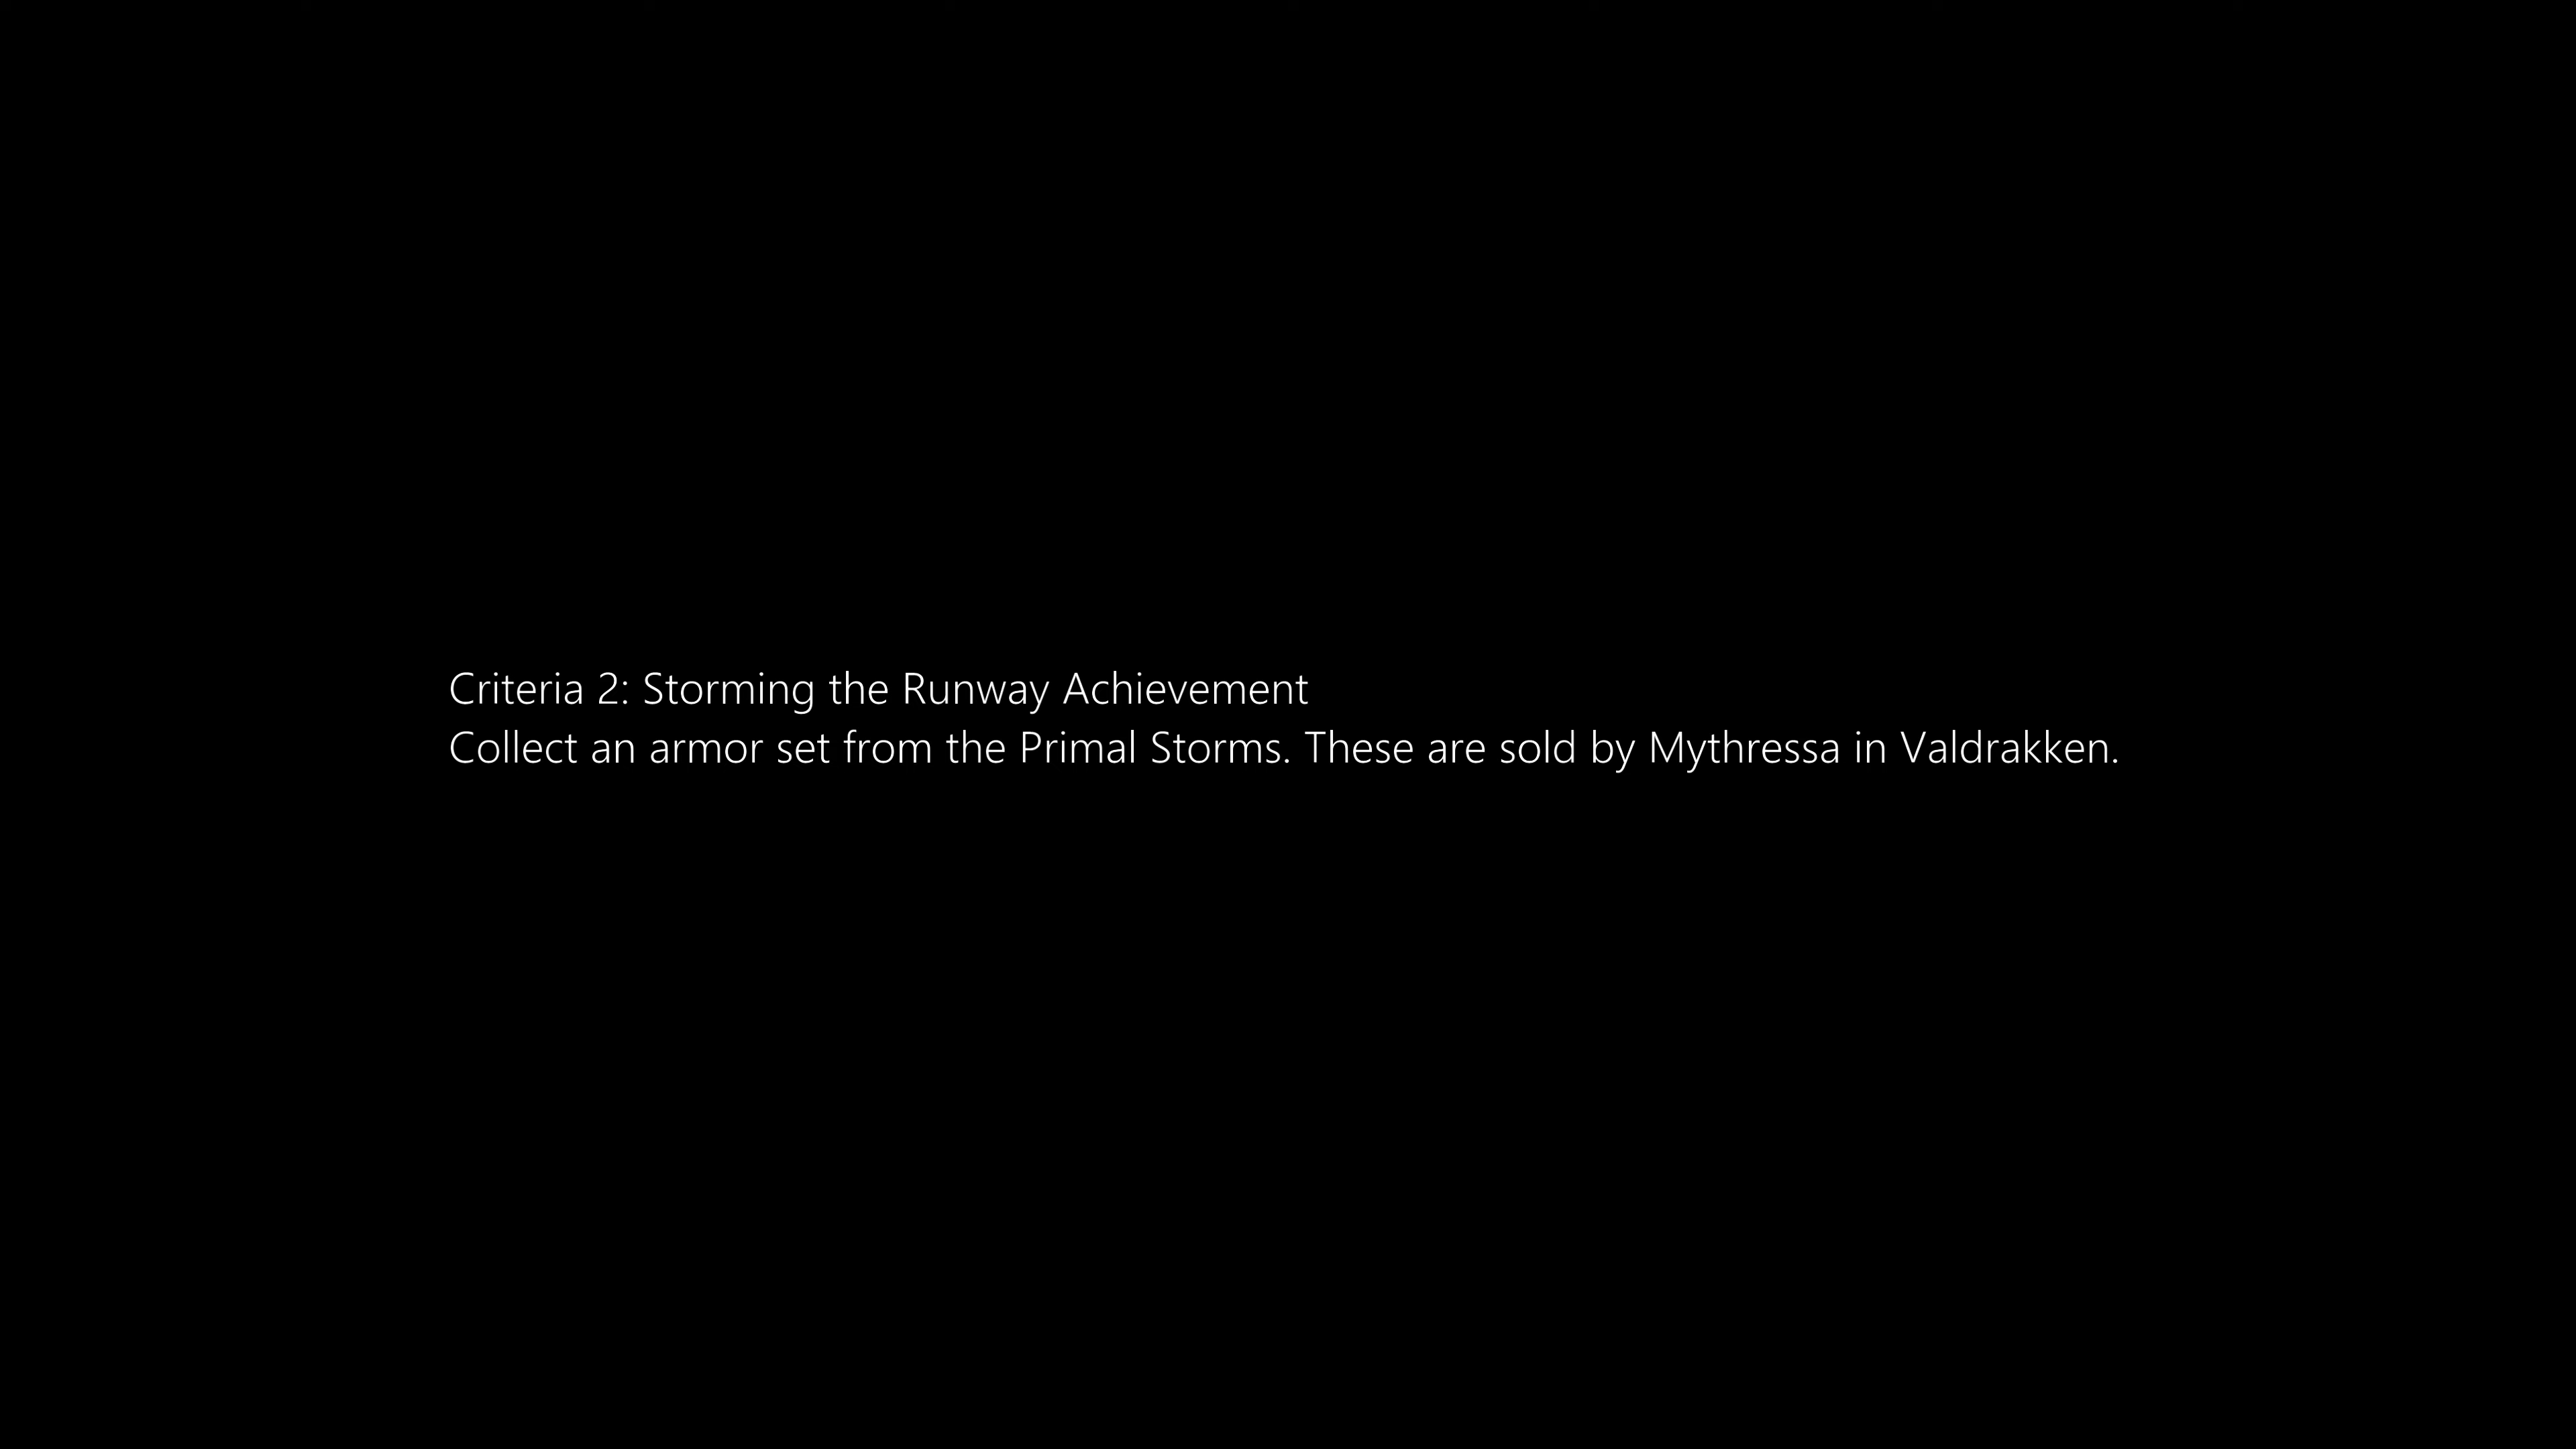 Criteria 2: Storming the Runway Achievement
Collect an armor set from the Primal Storms. These are sold by Mythressa in Valdrakken.